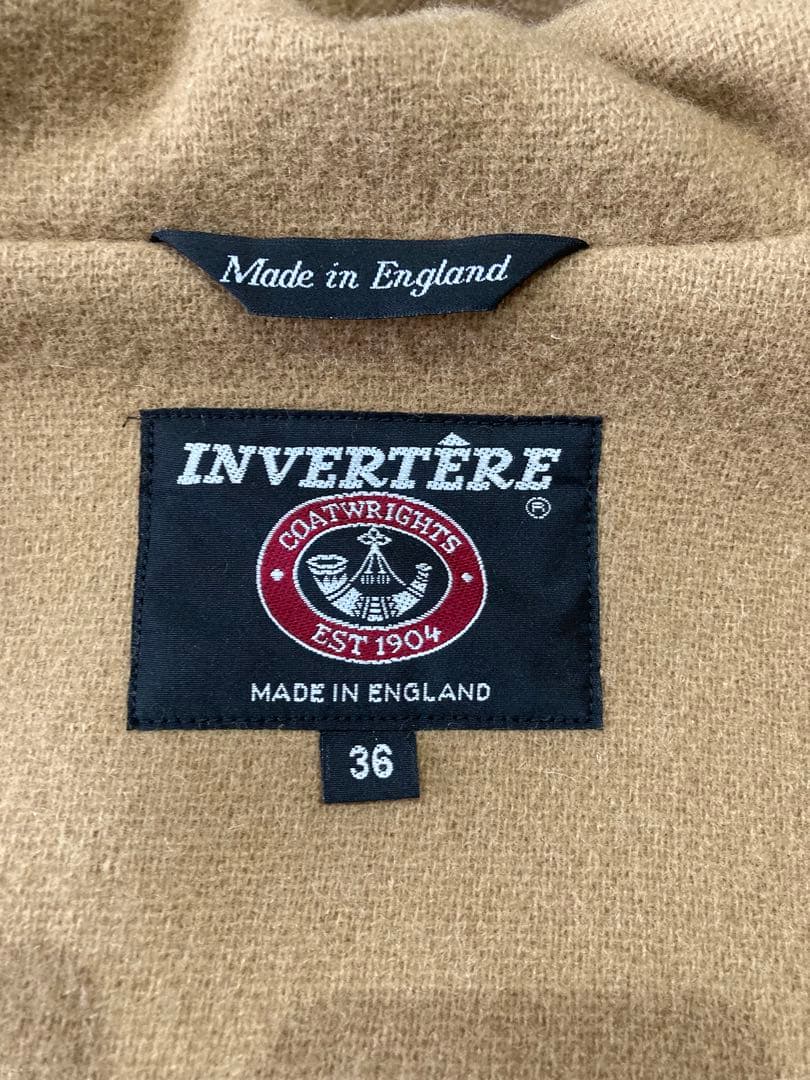 Made in England
INVERTÊRE
®
COATWRIGHTS
EST 1904
MADE IN ENGLAND
36